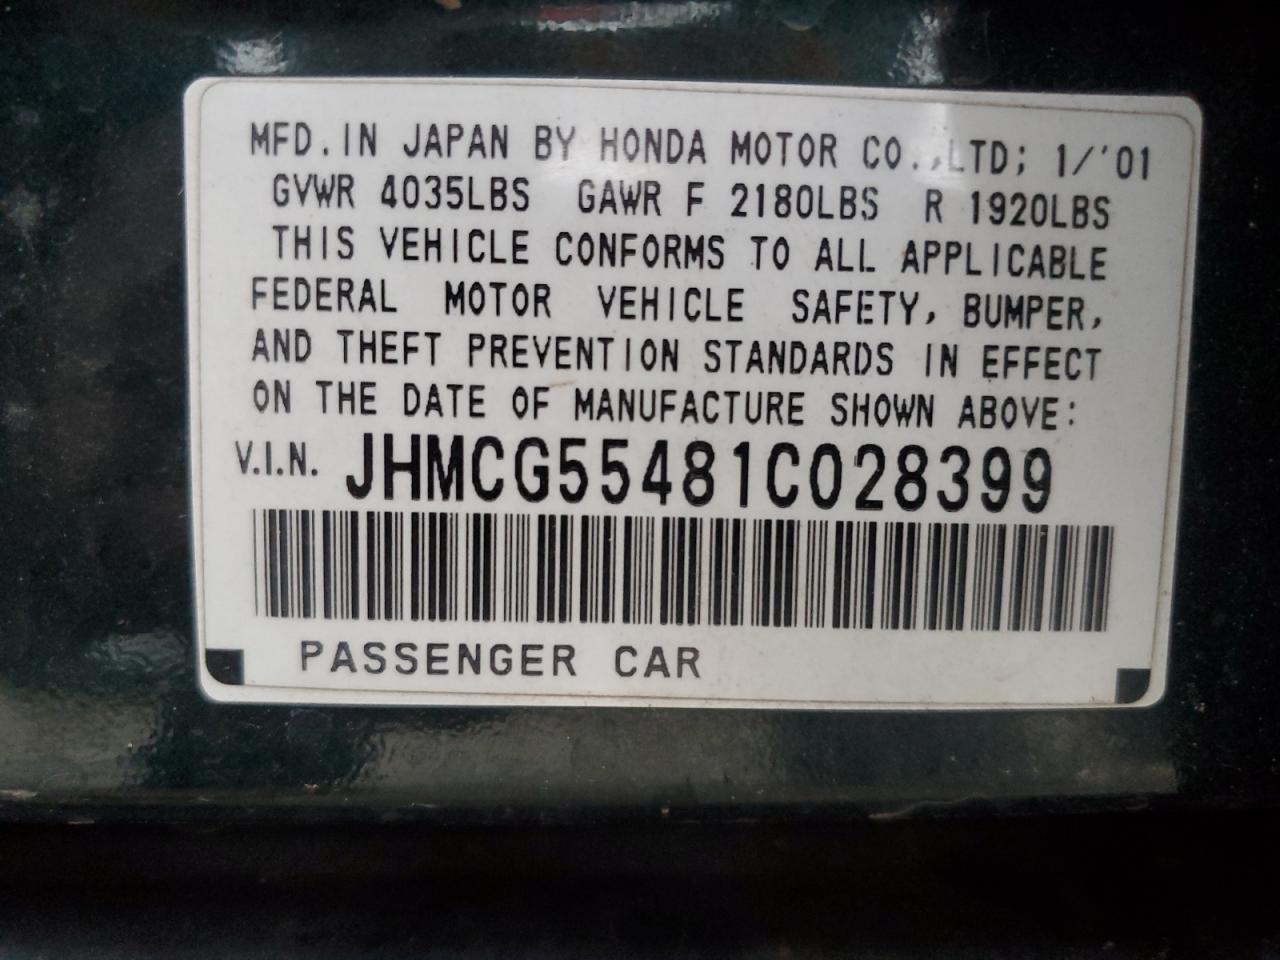 MFD. IN JAPAN BY HONDA MOTOR CO.,LTD; 1/'01
GVWR 4035LBS GAWR F 2180LBS R 1920LBS
THIS VEHICLE CONFORMS TO ALL APPLICABLE
FEDERAL MOTOR VEHICLE SAFETY, BUMPER,
AND THEFT PREVENTION STANDARDS IN EFFECT
ON THE DATE OF MANUFACTURE SHOWN ABOVE:
V.I.N. JHMCG55481C028399
PASSENGER CAR